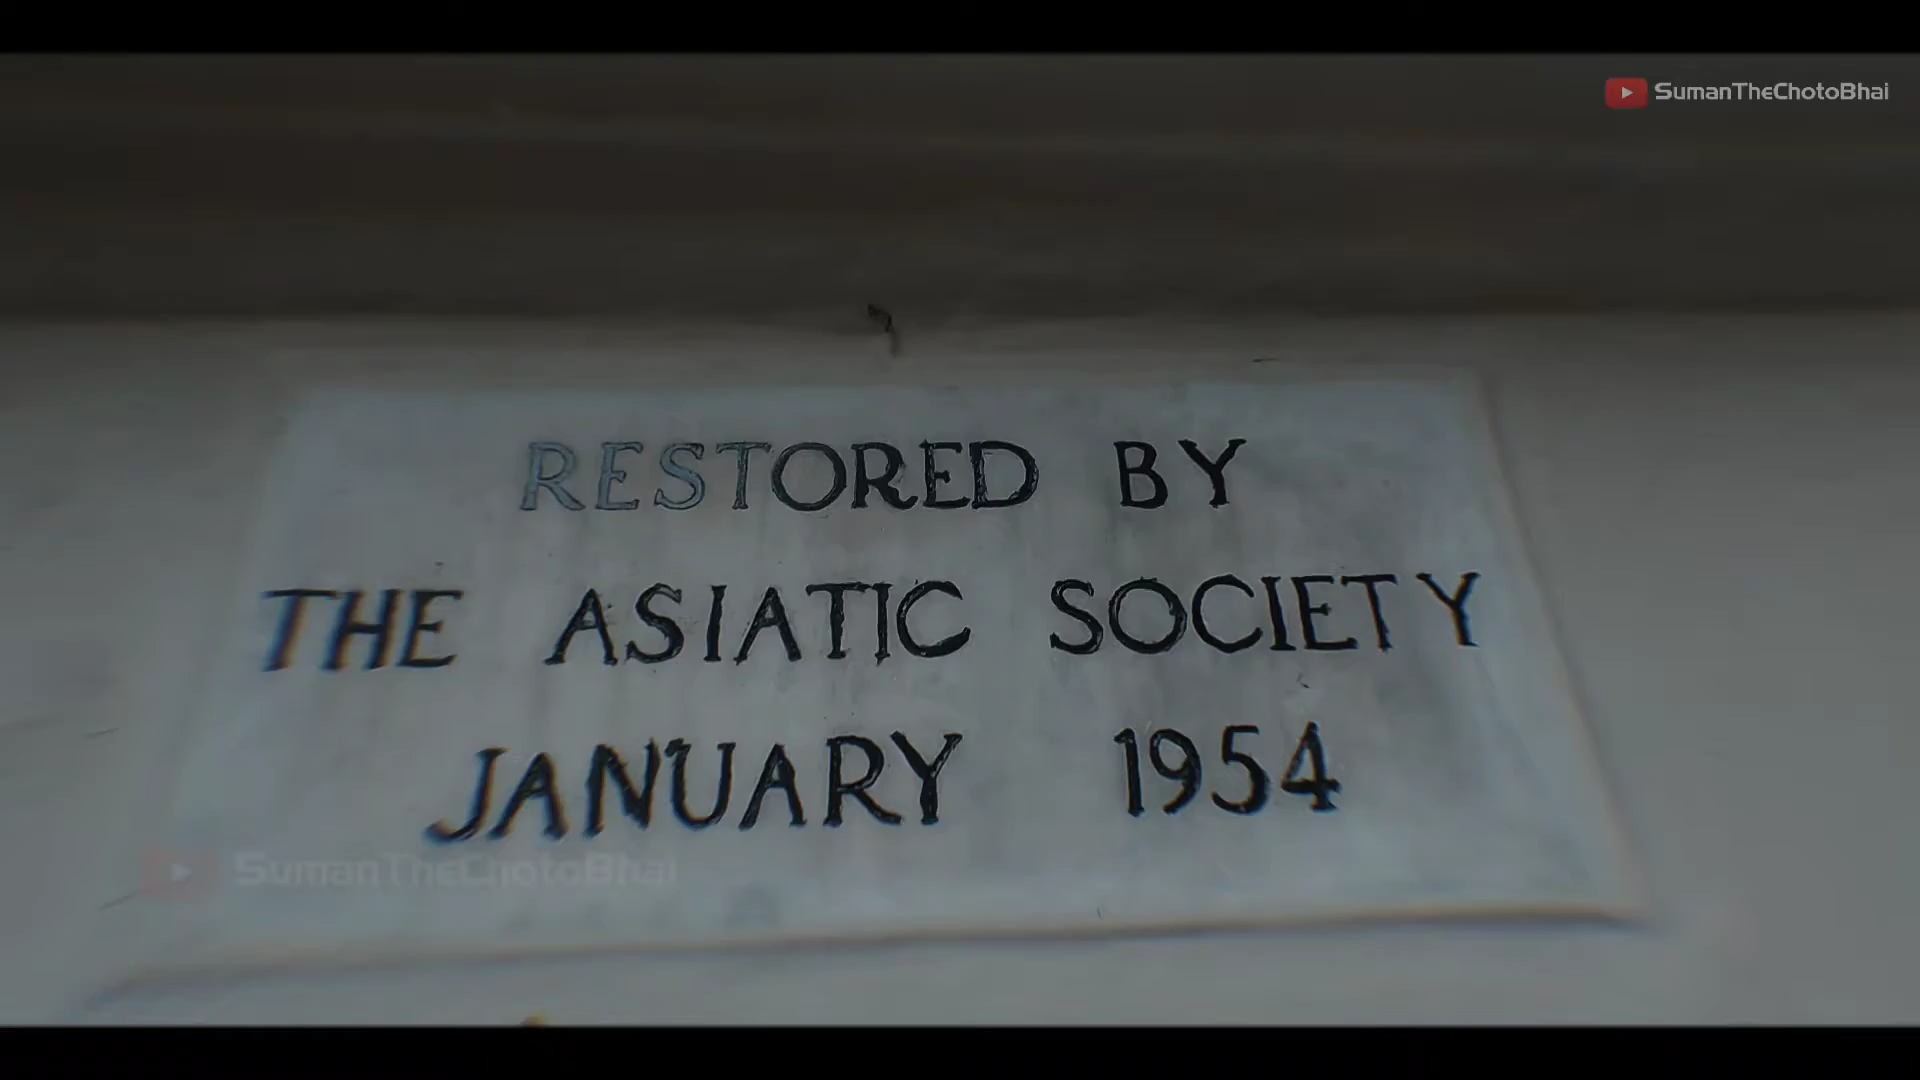 SumanTheChotoBhai
RESTORED BY
THE ASIATIC SOCIETY
JANUARY 1954
SumanTheChotoBhai